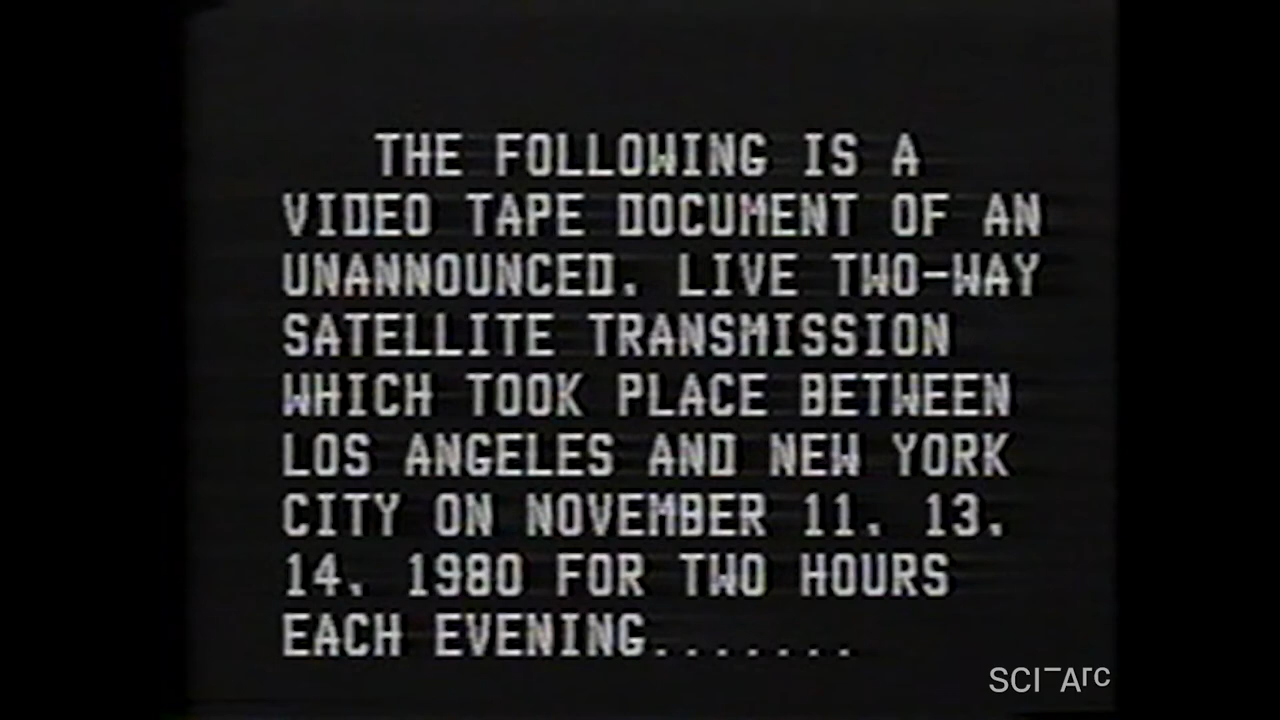 THE FOLLOWING IS A
VIDEO TAPE DOCUMENT OF AN
UNANNOUNCED, LIVE TWO-WAY
SATELLITE TRANSMISSION
WHICH TOOK PLACE BETWEEN
LOS ANGELES AND NEW YORK
CITY ON NOVEMBER 11, 13,
14, 1980 FOR TWO HOURS
EACH EVENING.......
SCI-Arc